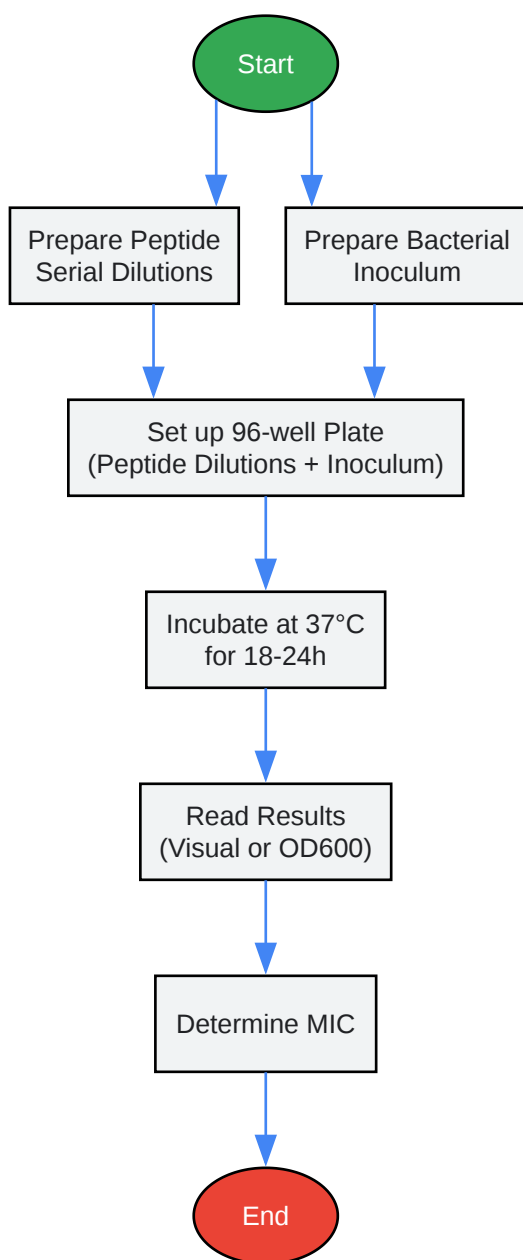 Start
Prepare Peptide
Serial Dilutions
Prepare Bacterial
Inoculum
Set up 96-well Plate
(Peptide Dilutions + Inoculum)
Incubate at 37°C
for 18-24h
Read Results
(Visual or OD600)
Determine MIC
End